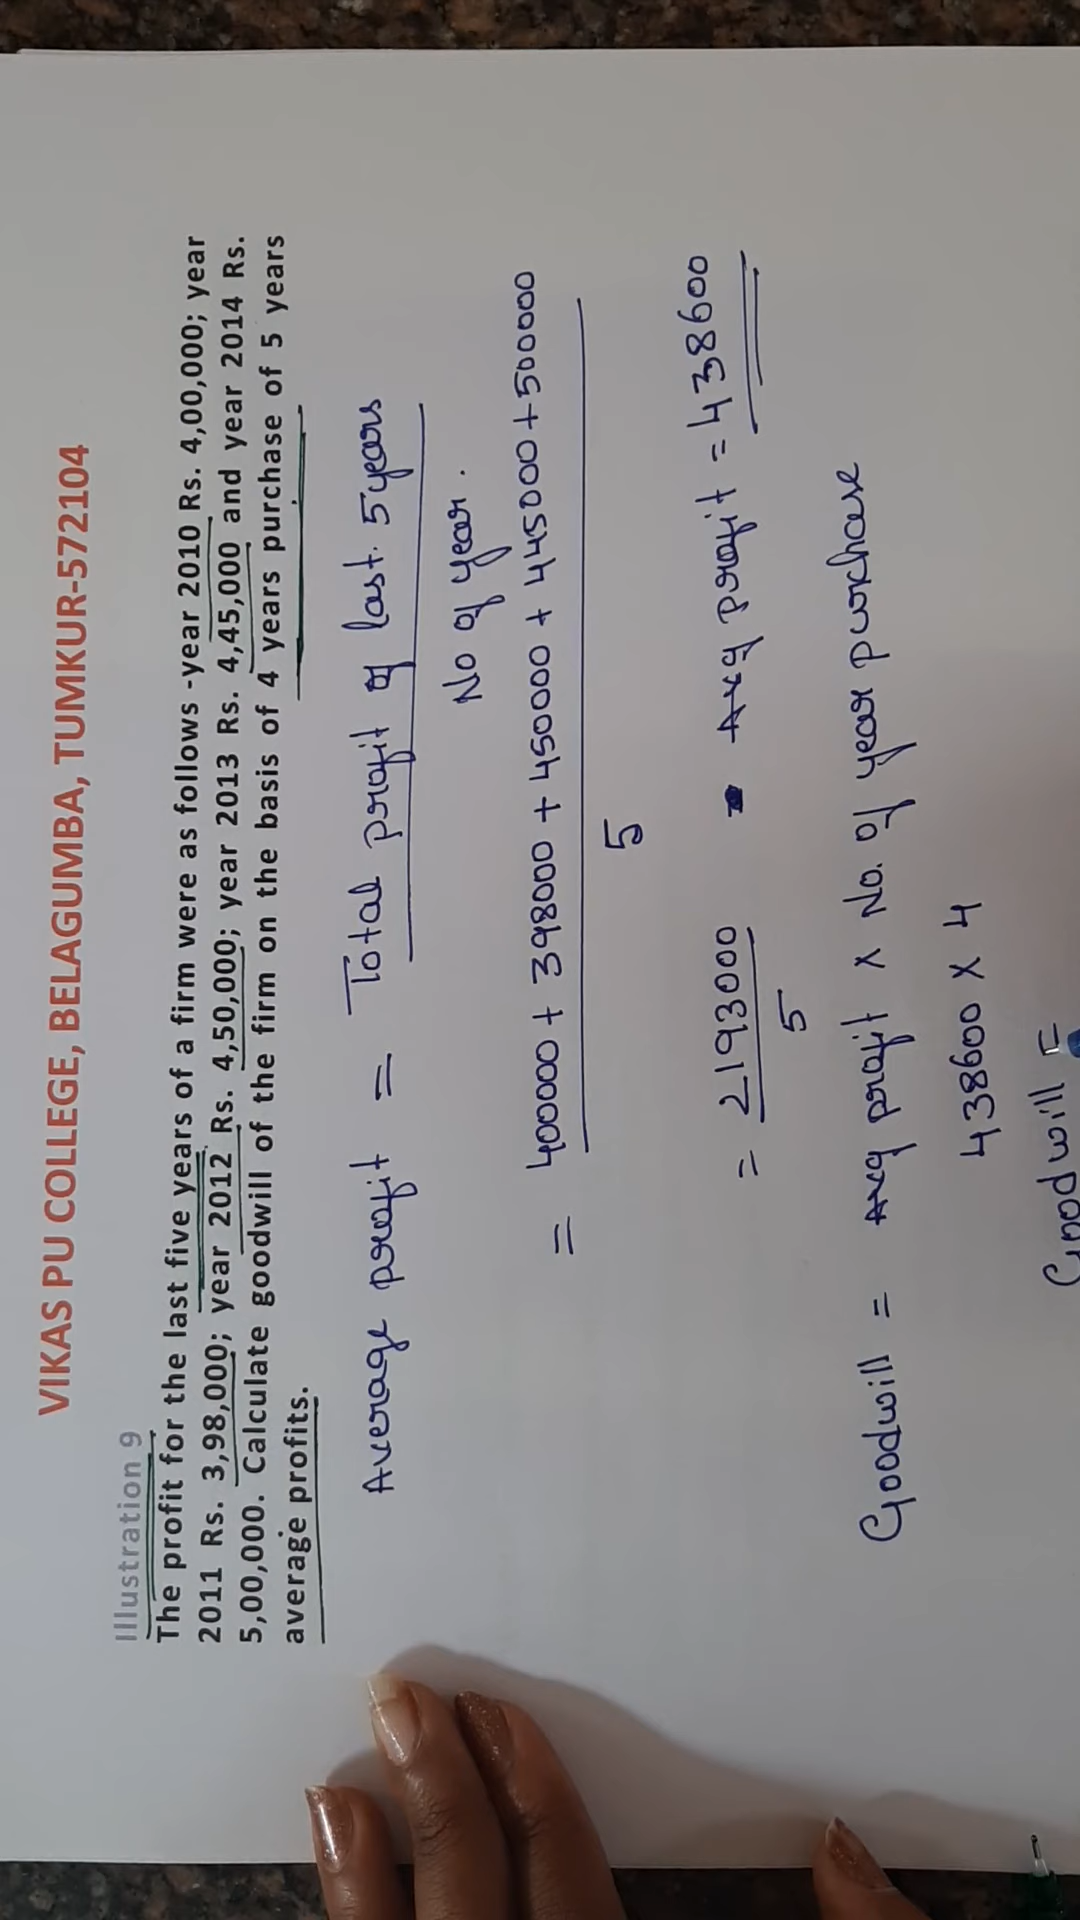 VIKAS PU COLLEGE, BELAGUMBA, TUMKUR-572104
Illustration 9
The profit for the last five years of a firm were as follows -year 2010 Rs. 4,00,000; year
2011 Rs. 3,98,000; year 2012 Rs. 4,50,000; year 2013 Rs. 4,45,000 and year 2014 Rs.
5,00,000. Calculate goodwill of the firm on the basis of 4 years purchase of 5 years
average profits.
Average profit = Total profit of last 5 years
No of year.
= 400000 + 398000 + 450000 + 445000 + 500000
5
= 2193000 Avg profit = 438600
5
Goodwill = Avg profit x No. of year purchase
438600 x 4
Goodwill =